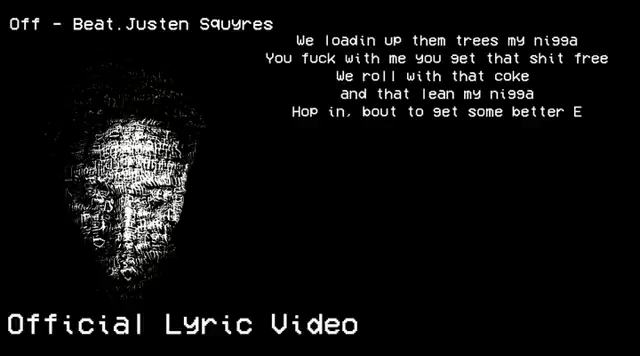 Off - Beat.Justen Squyres
We loadin up them trees my nigga
You fuck with me you get that shit free
We roll with that coke
and that lean my nigga
Hop in, bout to get some better E
Official Lyric Video